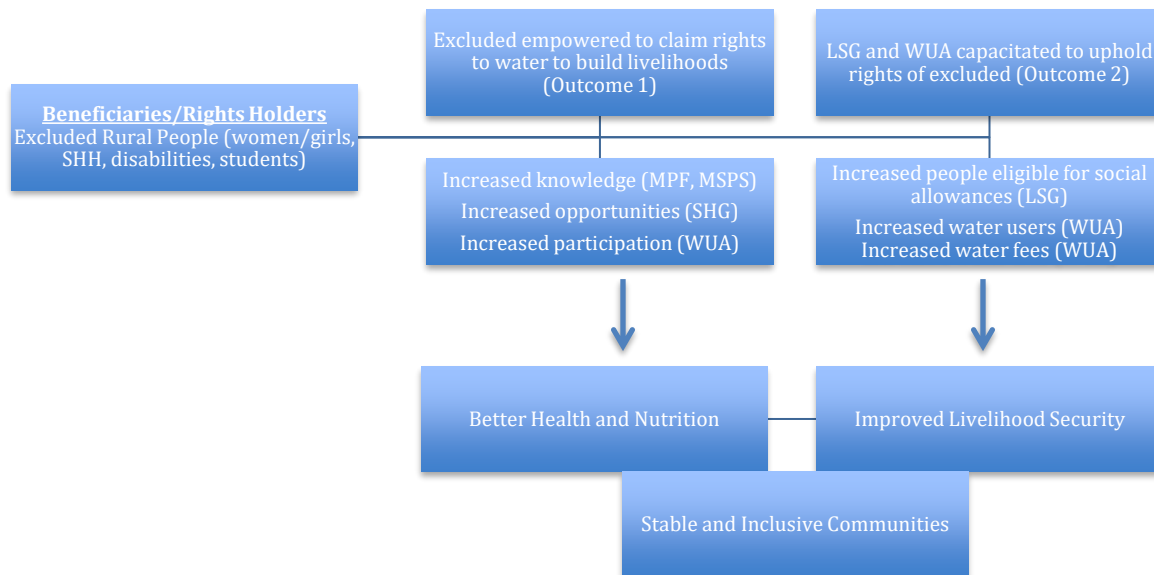 Beneficiaries/Rights Holders
Excluded Rural People (women/girls,
SHH, disabilities, students)
Excluded empowered to claim rights
to water to build livelihoods
(Outcome 1)
LSG and WUA capacitated to uphold
rights of excluded (Outcome 2)
Increased knowledge (MPF, MSPS)
Increased opportunities (SHG)
Increased participation (WUA)
Increased people eligible for social
allowances (LSG)
Increased water users (WUA)
Increased water fees (WUA)
Better Health and Nutrition
Improved Livelihood Security
Stable and Inclusive Communities